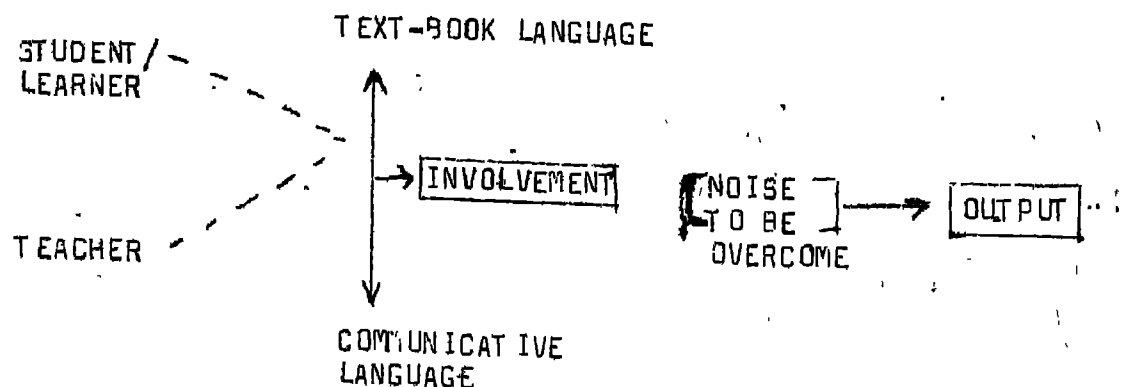 TEXT-BOOK LANGUAGE
STUDENT/
LEARNER
INVOLVEMENT
NOISE
TO BE
OVERCOME
OUTPUT
TEACHER
COMMUNICATIVE
LANGUAGE